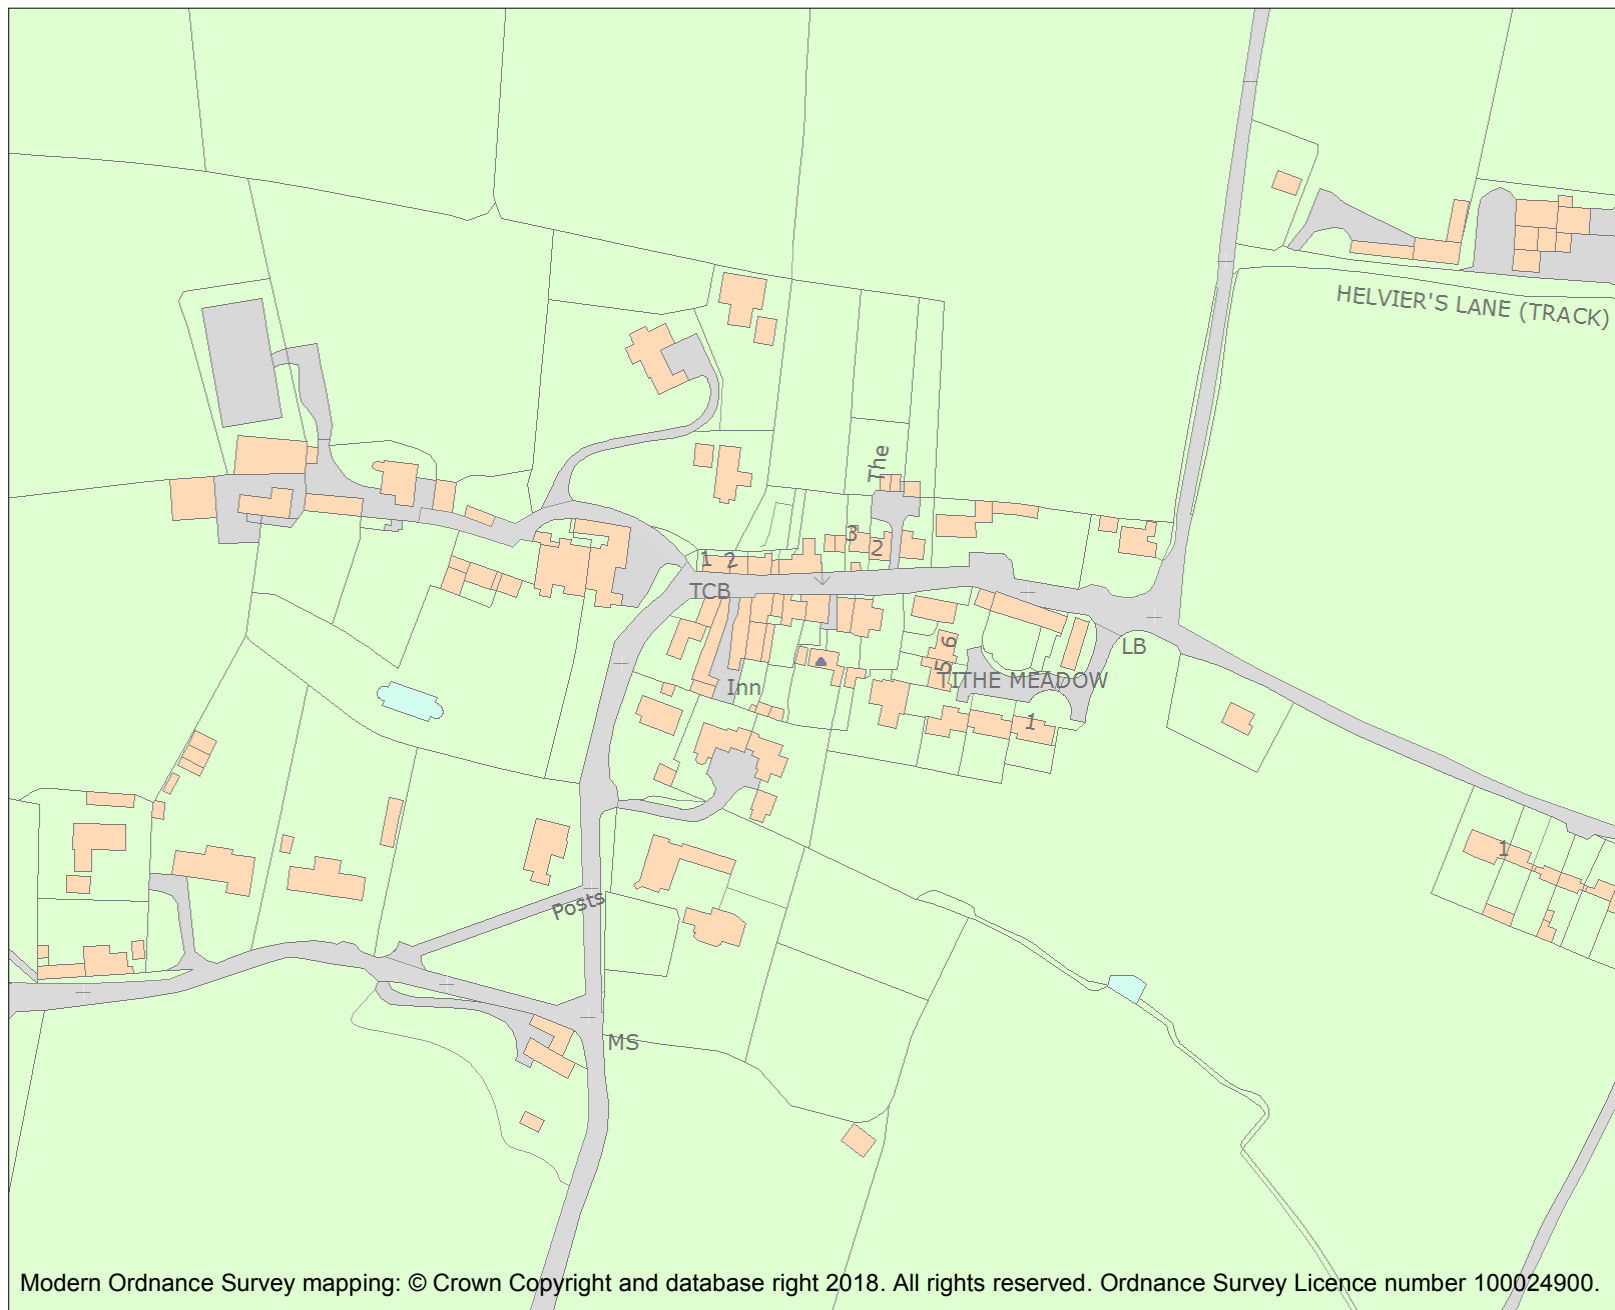 HELVIER'S LANE (TRACK)
The
3
2
1 2
TCB
6
LB
5
TITHE MEADOW
Inn
1
1
Posts
MS
Modern Ordnance Survey mapping: © Crown Copyright and database right 2018. All rights reserved. Ordnance Survey Licence number 100024900.